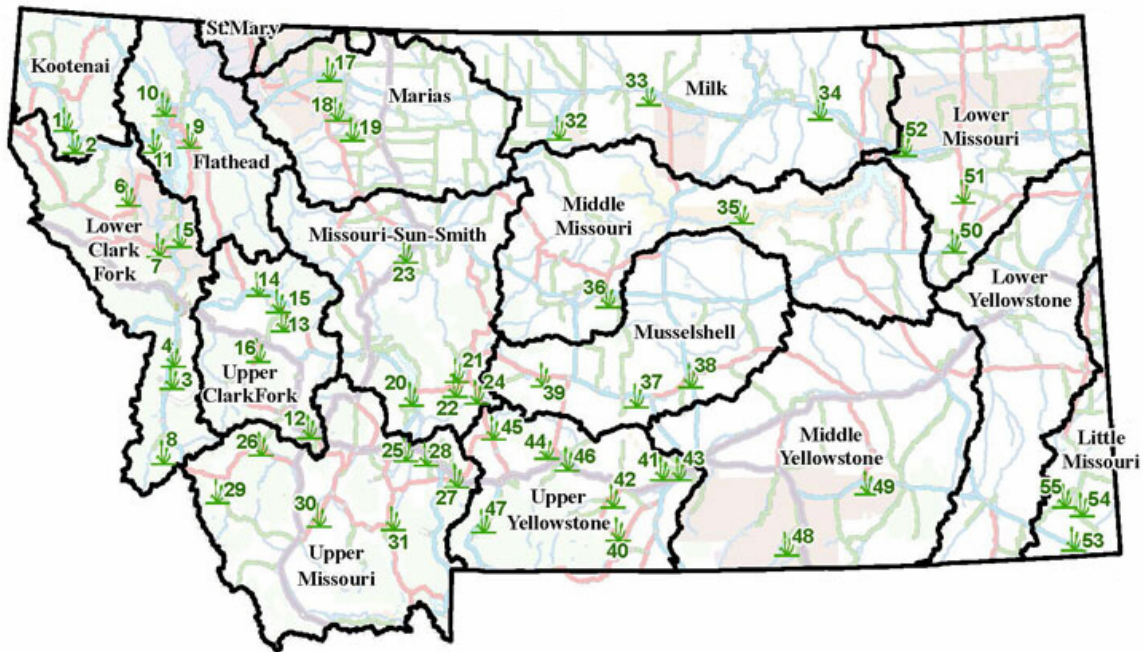 St.Mary
Kootenai
17
10
18
Marias
33
Milk
34
1
2
11
9
19
32
52
Lower
Missouri
Flathead
6
Lower
Clark
Fork
5
7
Missouri-Sun-Smith
23
Middle
Missouri
35
51
50
14
15
13
36
Lower
Yellowstone
16
Upper
ClarkFork
4
3
Musselshell
20
21
22
24
39
37
38
12
8
26
25
28
27
45
44
46
42
41
43
Middle
Yellowstone
Little
Missouri
29
30
31
Upper
Missouri
47
Upper
Yellowstone
40
48
49
55
54
53